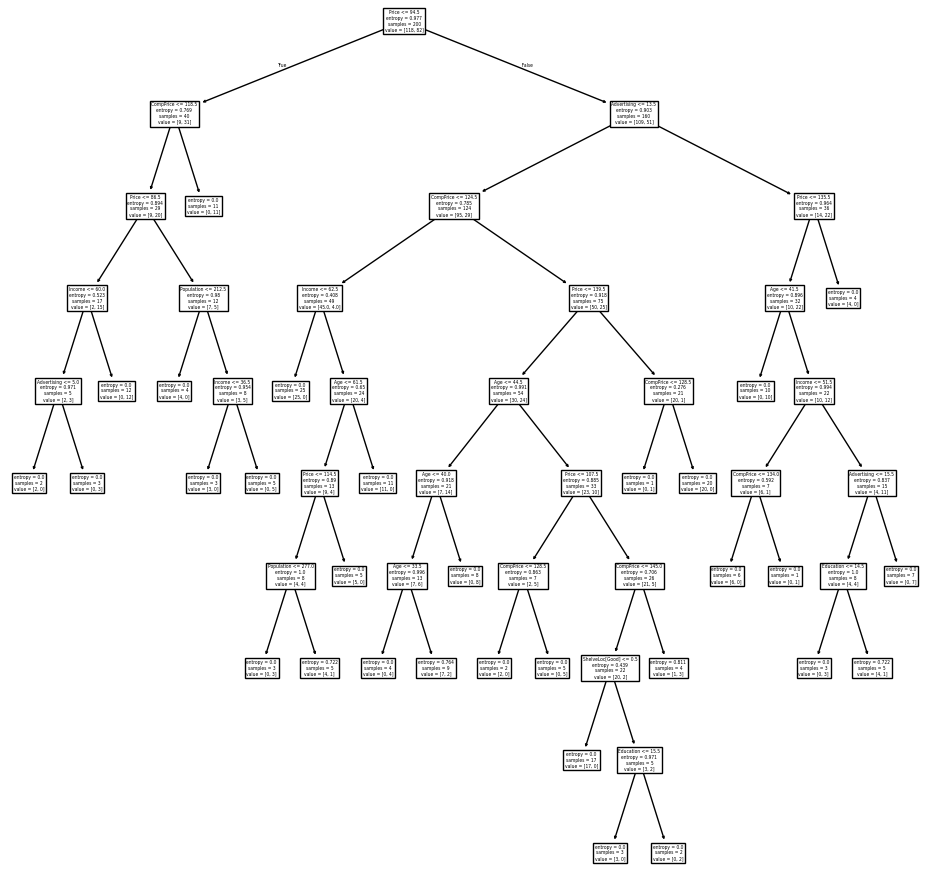 Price <= 94.5
entropy = 0.977
samples = 200
value = [118, 82]
True
False
CompPrice <= 118.5
entropy = 0.769
samples = 40
value = [9, 31]
Advertising <= 13.5
entropy = 0.903
samples = 160
value = [109, 51]
Price <= 86.5
entropy = 0.894
samples = 29
value = [9, 20]
entropy = 0.0
samples = 11
value = [0, 11]
CompPrice <= 124.5
entropy = 0.785
samples = 124
value = [95, 29]
Price <= 135.5
entropy = 0.964
samples = 36
value = [14, 22]
Income <= 60.0
entropy = 0.523
samples = 17
value = [2, 15]
Population <= 212.5
entropy = 0.98
samples = 12
value = [7, 5]
Income <= 62.5
entropy = 0.408
samples = 49
value = [45.0, 4.0]
Price <= 139.5
entropy = 0.918
samples = 75
value = [50, 25]
Age <= 41.5
entropy = 0.896
samples = 32
value = [10, 22]
entropy = 0.0
samples = 4
value = [4, 0]
Advertising <= 5.0
entropy = 0.971
samples = 5
value = [2, 3]
entropy = 0.0
samples = 12
value = [0, 12]
entropy = 0.0
samples = 4
value = [4, 0]
Income <= 36.5
entropy = 0.954
samples = 8
value = [3, 5]
entropy = 0.0
samples = 25
value = [25, 0]
Age <= 61.5
entropy = 0.65
samples = 24
value = [20, 4]
Age <= 44.5
entropy = 0.991
samples = 54
value = [30, 24]
CompPrice <= 128.5
entropy = 0.276
samples = 21
value = [20, 1]
entropy = 0.0
samples = 10
value = [0, 10]
Income <= 51.5
entropy = 0.994
samples = 22
value = [10, 12]
entropy = 0.0
samples = 2
value = [2, 0]
entropy = 0.0
samples = 3
value = [0, 3]
entropy = 0.0
samples = 3
value = [3, 0]
entropy = 0.0
samples = 5
value = [0, 5]
Price <= 114.5
entropy = 0.89
samples = 13
value = [9, 4]
entropy = 0.0
samples = 11
value = [11, 0]
Age <= 40.0
entropy = 0.918
samples = 21
value = [7, 14]
Price <= 107.5
entropy = 0.885
samples = 33
value = [23, 10]
entropy = 0.0
samples = 1
value = [0, 1]
entropy = 0.0
samples = 20
value = [20, 0]
CompPrice <= 134.0
entropy = 0.592
samples = 7
value = [6, 1]
Advertising <= 15.5
entropy = 0.837
samples = 15
value = [4, 11]
Population <= 277.0
entropy = 1.0
samples = 8
value = [4, 4]
entropy = 0.0
samples = 5
value = [5, 0]
Age <= 33.5
entropy = 0.996
samples = 13
value = [7, 6]
entropy = 0.0
samples = 8
value = [0, 8]
CompPrice <= 128.5
entropy = 0.863
samples = 7
value = [2, 5]
CompPrice <= 145.0
entropy = 0.706
samples = 26
value = [21, 5]
entropy = 0.0
samples = 6
value = [6, 0]
entropy = 0.0
samples = 1
value = [0, 1]
Education <= 14.5
entropy = 1.0
samples = 8
value = [4, 4]
entropy = 0.0
samples = 7
value = [0, 7]
entropy = 0.0
samples = 3
value = [0, 3]
entropy = 0.722
samples = 5
value = [4, 1]
entropy = 0.0
samples = 4
value = [0, 4]
entropy = 0.764
samples = 9
value = [7, 2]
entropy = 0.0
samples = 2
value = [2, 0]
entropy = 0.0
samples = 5
value = [0, 5]
ShelveLoc[Good] <= 0.5
entropy = 0.439
samples = 22
value = [20, 2]
entropy = 0.811
samples = 4
value = [1, 3]
entropy = 0.0
samples = 3
value = [0, 3]
entropy = 0.722
samples = 5
value = [4, 1]
entropy = 0.0
samples = 17
value = [17, 0]
Education <= 15.5
entropy = 0.971
samples = 5
value = [3, 2]
entropy = 0.0
samples = 3
value = [3, 0]
entropy = 0.0
samples = 2
value = [0, 2]